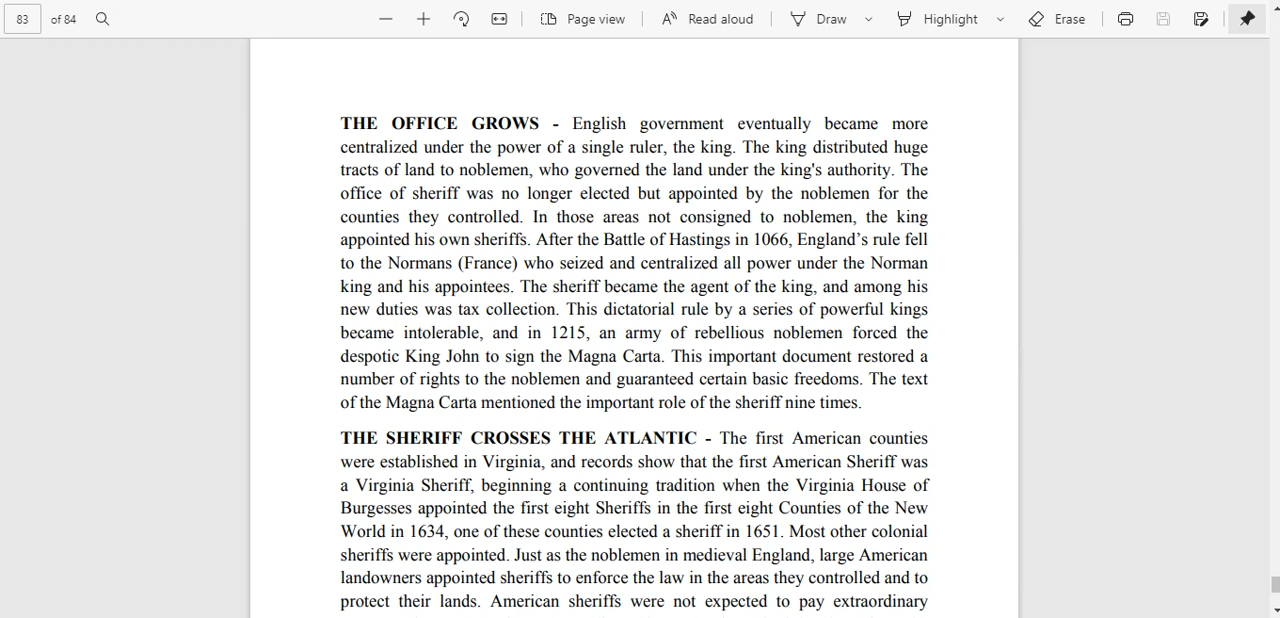 83 of 84 Page view Read aloud Draw Highlight Erase
THE OFFICE GROWS - English government eventually became more
centralized under the power of a single ruler, the king. The king distributed huge
tracts of land to noblemen, who governed the land under the king's authority. The
office of sheriff was no longer elected but appointed by the noblemen for the
counties they controlled. In those areas not consigned to noblemen, the king
appointed his own sheriffs. After the Battle of Hastings in 1066, England’s rule fell
to the Normans (France) who seized and centralized all power under the Norman
king and his appointees. The sheriff became the agent of the king, and among his
new duties was tax collection. This dictatorial rule by a series of powerful kings
became intolerable, and in 1215, an army of rebellious noblemen forced the
despotic King John to sign the Magna Carta. This important document restored a
number of rights to the noblemen and guaranteed certain basic freedoms. The text
of the Magna Carta mentioned the important role of the sheriff nine times.
THE SHERIFF CROSSES THE ATLANTIC - The first American counties
were established in Virginia, and records show that the first American Sheriff was
a Virginia Sheriff, beginning a continuing tradition when the Virginia House of
Burgesses appointed the first eight Sheriffs in the first eight Counties of the New
World in 1634, one of these counties elected a sheriff in 1651. Most other colonial
sheriffs were appointed. Just as the noblemen in medieval England, large American
landowners appointed sheriffs to enforce the law in the areas they controlled and to
protect their lands. American sheriffs were not expected to pay extraordinary